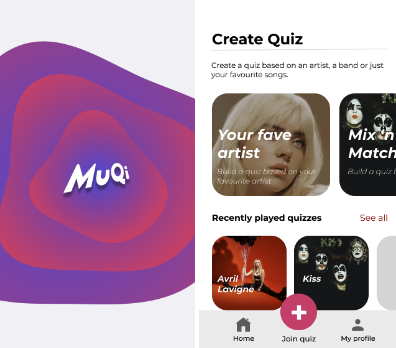 MuQi
Create Quiz
Create a quiz based on an artist, a band or just
your favourite songs.
Your fave
artist
Build a quiz based on your
favourite artist
Mix 'n
Match
Build a quiz
Recently played quizzes
See all
Avril
Lavigne
Kiss
Home
Join quiz
My profile